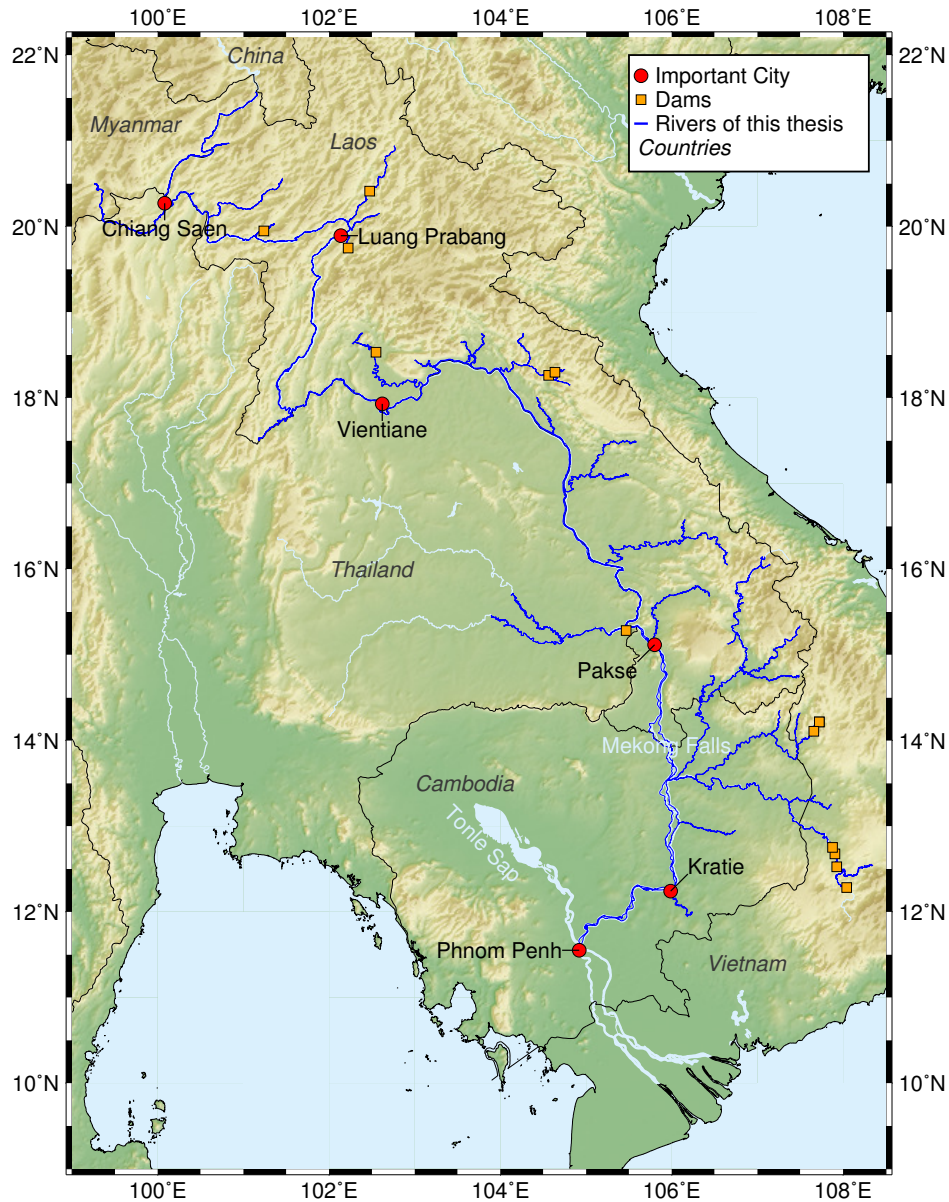 100°E 102°E 104°E 106°E 108°E
22°N 22°N
China
Important City
Dams
Rivers of this thesis
Countries
Myanmar
Laos
20°N 20°N
Chiang Saen
Luang Prabang
18°N 18°N
Vientiane
16°N 16°N
Thailand
Pakse
14°N 14°N
Mekong Falls
Cambodia
Tonle Sap
Kratie
12°N 12°N
Phnom Penh
Vietnam
10°N 10°N
100°E 102°E 104°E 106°E 108°E